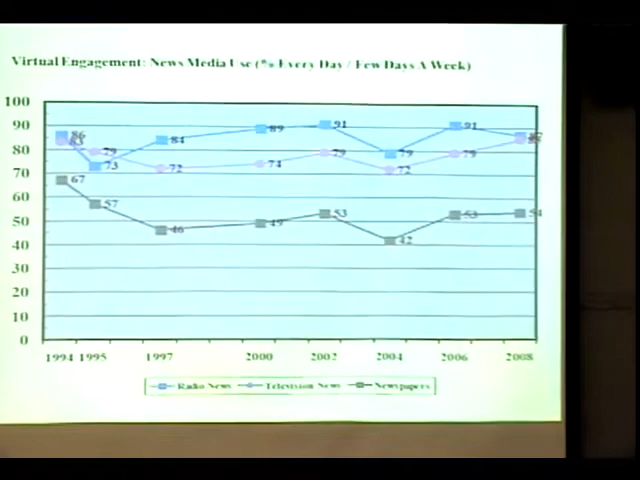 Virtual Engagement: News Media Use (% Every Day / Few Days A Week)
100
90
80
70
60
50
40
30
20
10
0
86 73 84 89 91 79 91 87
83 79 72 74 79 72 79
67 57 46 49 53 42 53 54
1994 1995 1997 2000 2002 2004 2006 2008
Radio News Television News Newspapers